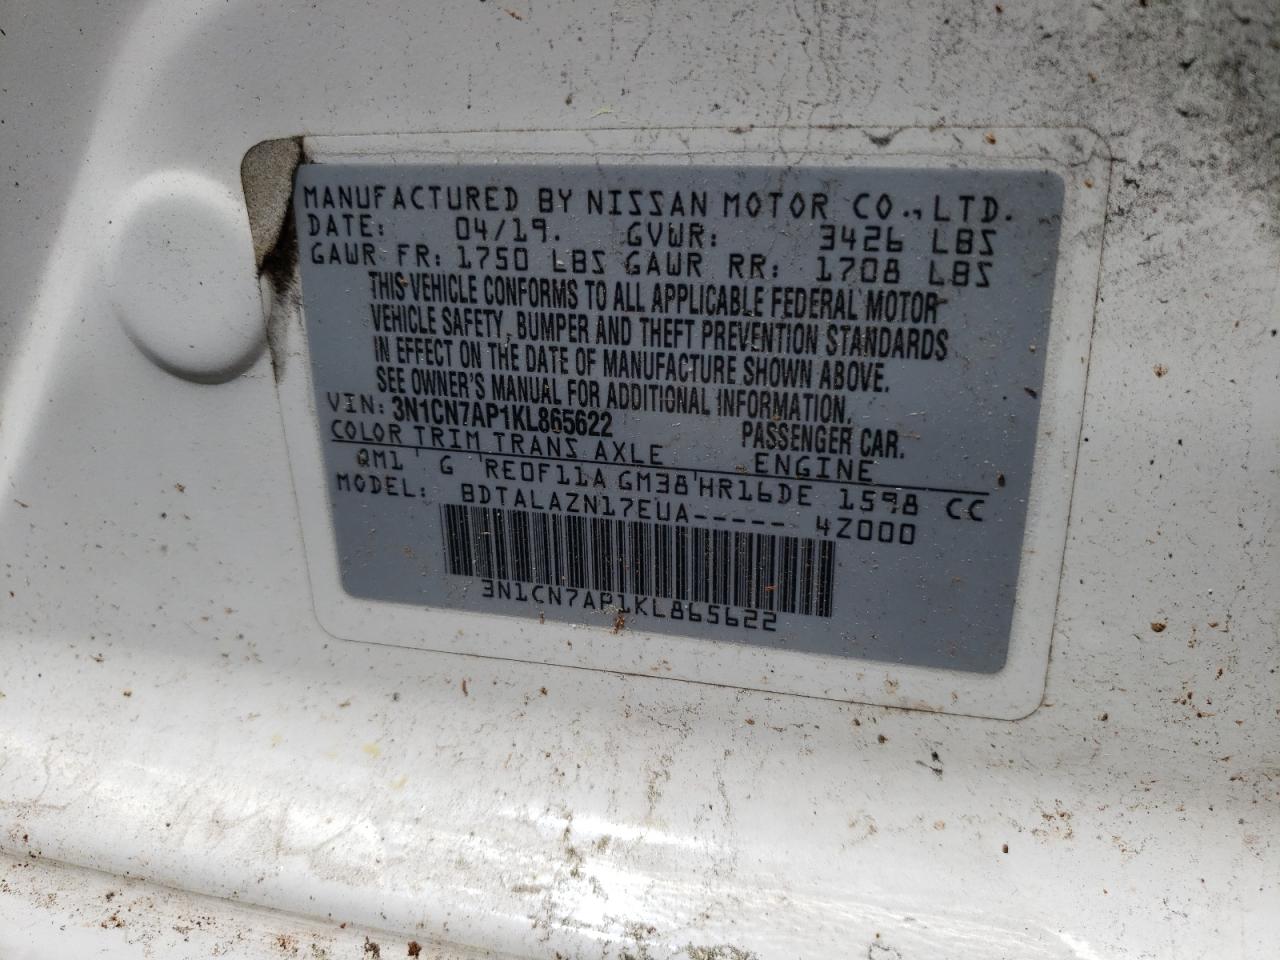 MANUFACTURED BY NISSAN MOTOR CO., LTD.
DATE: 04/19. GVWR: 3426 LBS
GAWR FR: 1750 LBS GAWR RR: 1708 LBS
THIS VEHICLE CONFORMS TO ALL APPLICABLE FEDERAL MOTOR
VEHICLE SAFETY, BUMPER AND THEFT PREVENTION STANDARDS
IN EFFECT ON THE DATE OF MANUFACTURE SHOWN ABOVE.
SEE OWNER'S MANUAL FOR ADDITIONAL INFORMATION.
VIN: 3N1CN7AP1KL865622 PASSENGER CAR.
COLOR TRIM TRANS AXLE ENGINE
QM1 G RE0F11A GM38 HR16DE 1598 CC
MODEL: BDTALAZN17EUA----- 4Z000
3N1CN7AP1KL865622